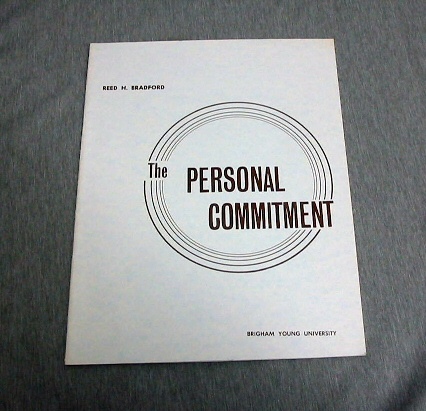 REED H. BRADFORD
The
PERSONAL
COMMITMENT
BRIGHAM YOUNG UNIVERSITY